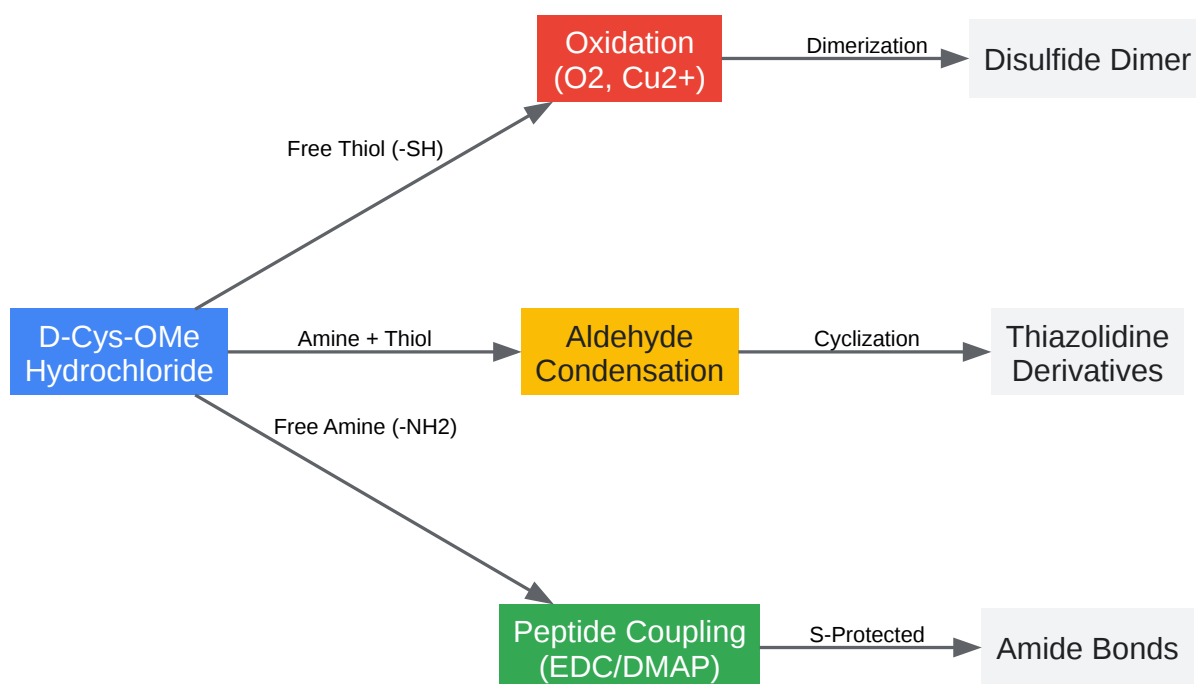 Oxidation
(O2, Cu2+)
Dimerization
Disulfide Dimer
Free Thiol (-SH)
D-Cys-OMe
Hydrochloride
Amine + Thiol
Aldehyde
Condensation
Cyclization
Thiazolidine
Derivatives
Free Amine (-NH2)
Peptide Coupling
(EDC/DMAP)
S-Protected
Amide Bonds